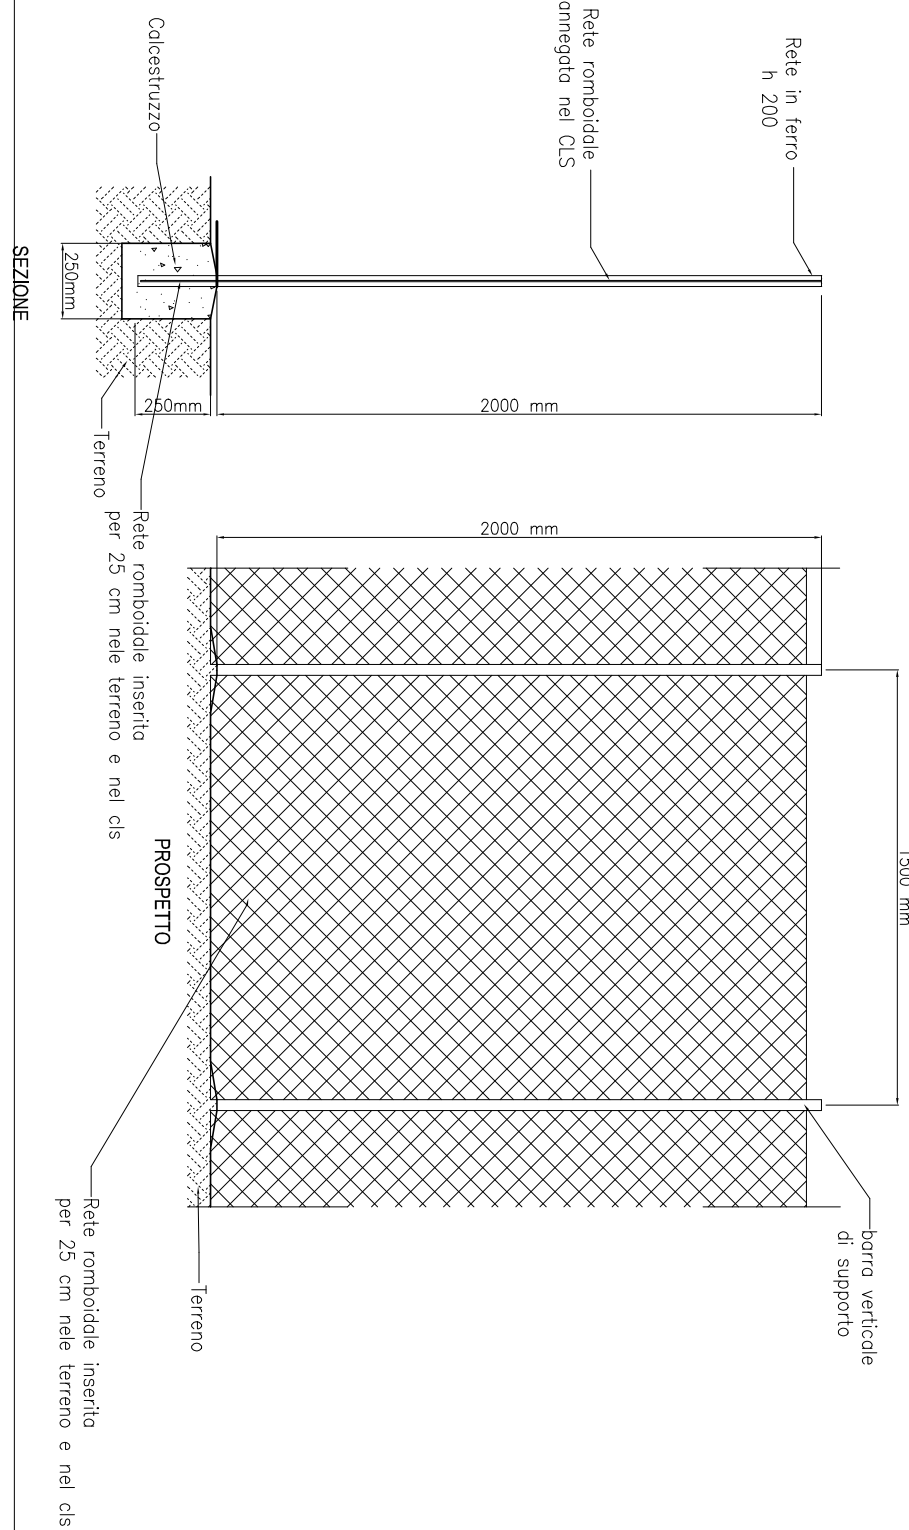 Rete in ferro
h 200
Rete romboidale
annegata nel CLS
Calcestruzzo
2000 mm
250mm
250mm
Terreno
Rete romboidale inserita
per 25 cm nele terreno e nel cls
SEZIONE
1500 mm
2000 mm
barra verticale
di supporto
Terreno
Rete romboidale inserita
per 25 cm nele terreno e nel cls
PROSPETTO